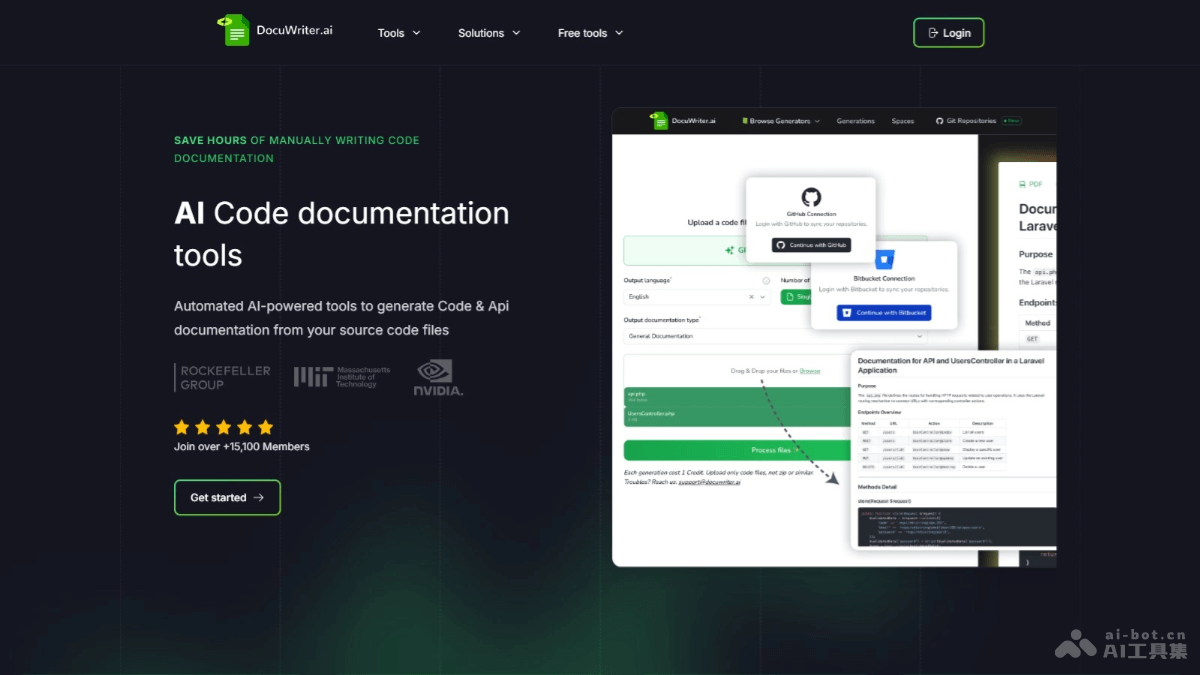 DocuWriter.ai
Tools
Solutions
Free tools
Login
SAVE HOURS OF MANUALLY WRITING CODE
DOCUMENTATION
AI Code documentation
tools
Automated AI-powered tools to generate Code & Api
documentation from your source code files
ROCKEFELLER
GROUP
MIT
Massachusetts
Institute of
Technology
NVIDIA.
Join over +15,100 Members
Get started
DocuWriter.ai
Browse Generators
Generations
Spaces
Git Repositories
New
GitHub Connection
Login with GitHub to sync your repositories.
Continue with GitHub
Upload a code fil
Bitbucket Connection
Login with Bitbucket to sync your repositories.
Continue with Bitbucket
Output language*
Number of
English
Output documentation type*
General Documentation
Drag & Drop your files or Browse
api.php
UsersController.php
Process files
Each generation cost 1 Credit. Upload only code files, not zip or similar.
Troubles? Reach us: support@docuwriter.ai
PDF
Docur
Larave
Purpose
The api.ph
the Laravel
Endpoints
Method
GET
Documentation for API and UsersController in a Laravel
Application
Purpose
Endpoints Overview
Method URL Action Description
Methods Detail
ai-bot.cn
AI工具集